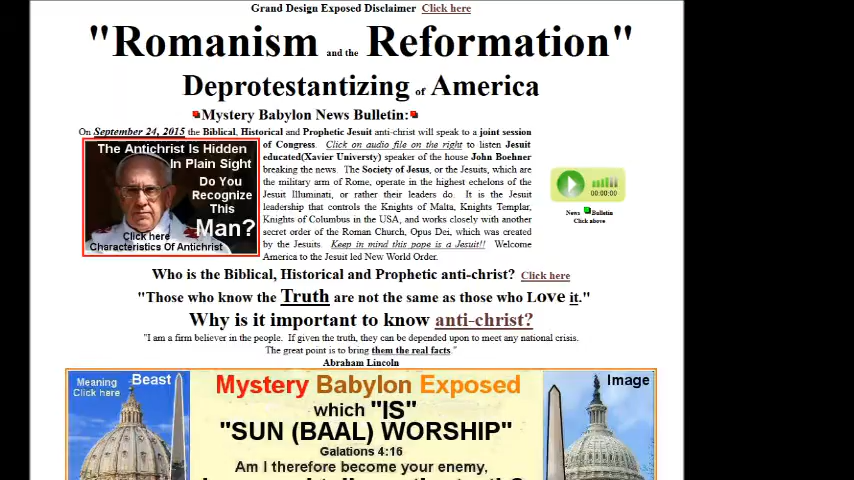 Grand Design Exposed Disclaimer Click here
"Romanism and the Reformation"
Deprotestantizing of America
Mystery Babylon News Bulletin:
On September 24, 2015 the Biblical, Historical and Prophetic Jesuit anti-christ will speak to a joint session
of Congress. Click on audio file on the right to listen Jesuit
educated(Xavier Universty) speaker of the house John Boehner
breaking the news. The Society of Jesus, or the Jesuits, which are
the military arm of Rome, operate in the highest echelons of the
Jesuit Illuminati, or rather their leaders do. It is the Jesuit
leadership that controls the Knights of Malta, Knights Templar,
Knights of Columbus in the USA, and works closely with another
secret order of the Roman Church, Opus Dei, which was created
by the Jesuits. Keep in mind this pope is a Jesuit!! Welcome
America to the Jesuit led New World Order.
The Antichrist Is Hidden
In Plain Sight
Do You
Recognize
This
Man?
Click here
Characteristics Of Antichrist
00:00:00
News Bulletin
Click above
Who is the Biblical, Historical and Prophetic anti-christ? Click here
"Those who know the Truth are not the same as those who Love it."
Why is it important to know anti-christ?
"I am a firm believer in the people. If given the truth, they can be depended upon to meet any national crisis.
The great point is to bring them the real facts."
Abraham Lincoln
Meaning
Click here
Beast
Mystery Babylon Exposed
which "IS"
"SUN (BAAL) WORSHIP"
Galations 4:16
Am I therefore become your enemy,
Image